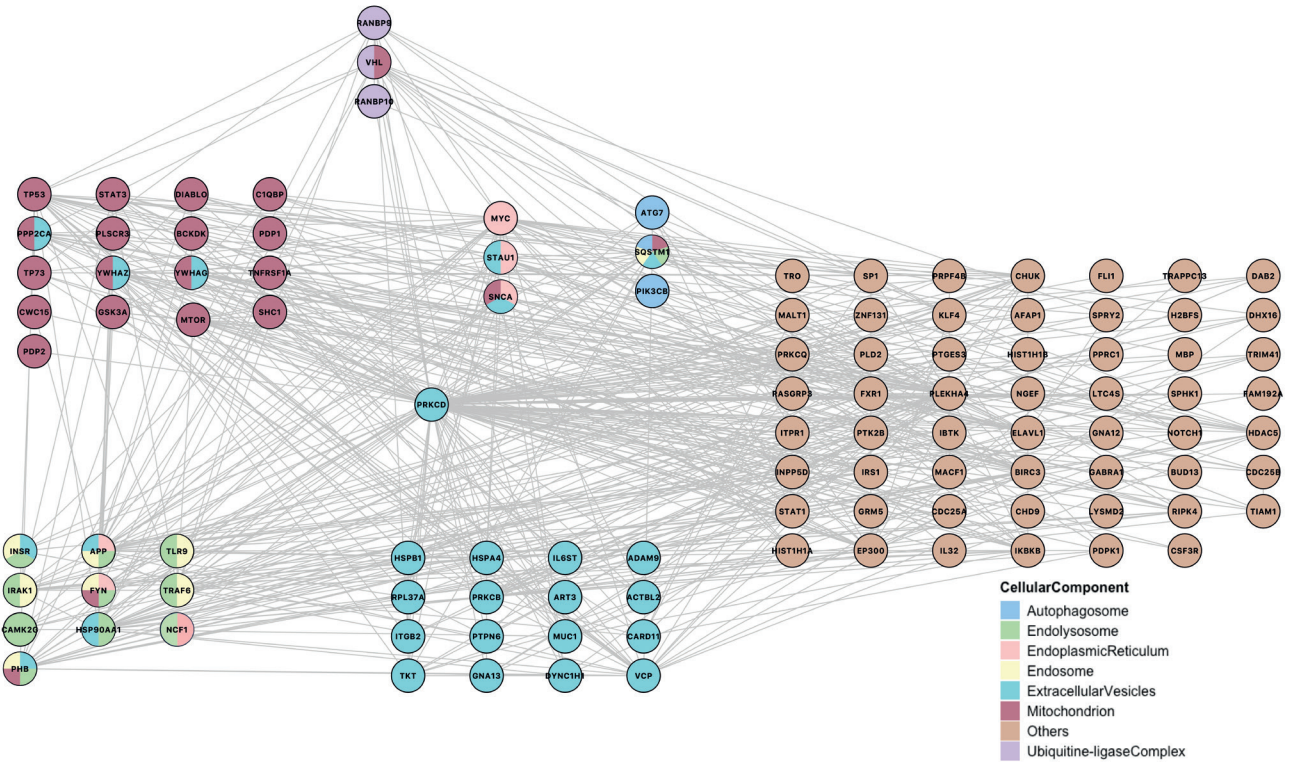 RANBP9
VHL
RANBP10
TP53
STAT3
DIABLO
C1QBP
PPP2CA
PLSCR3
BCKDK
PDP1
TP73
YWHAZ
YWHAG
TNFRSF1A
CWC15
GSK3A
MTOR
SHC1
PDP2
MYC
STAU1
SNCA
ATG7
SQSTM1
PIK3CB
PRKCD
TRO
SP1
PRPF4B
CHUK
FLI1
TRAPPC13
DAB2
MALT1
ZNF131
KLF4
AFAP1
SPRY2
H2BFS
DHX16
PRKCQ
PLD2
PTGES3
HIST1H1B
PPRC1
MBP
TRIM41
RASGRP3
FXR1
PLEKHA4
NGEF
LTC4S
SPHK1
FAM192A
ITPR1
PTK2B
IBTK
ELAVL1
GNA12
NOTCH1
HDAC5
INPP5D
IRS1
MACF1
BIRC3
GABRA1
BUD13
CDC25B
STAT1
GRM5
CDC25A
CHD9
LYSMD2
RIPK4
TIAM1
HIST1H1A
EP300
IL32
IKBKB
PDPK1
CSF3R
INSR
APP
TLR9
IRAK1
FYN
TRAF6
CAMK2G
HSP90AA1
NCF1
PHB
HSPB1
HSPA4
IL6ST
ADAM9
RPL37A
PRKCB
ART3
ACTBL2
ITGB2
PTPN6
MUC1
CARD11
TKT
GNA13
DYNC1H1
VCP
CellularComponent
Autophagosome
Endolysosome
EndoplasmicReticulum
Endosome
ExtracellularVesicles
Mitochondrion
Others
Ubiquitine-ligaseComplex